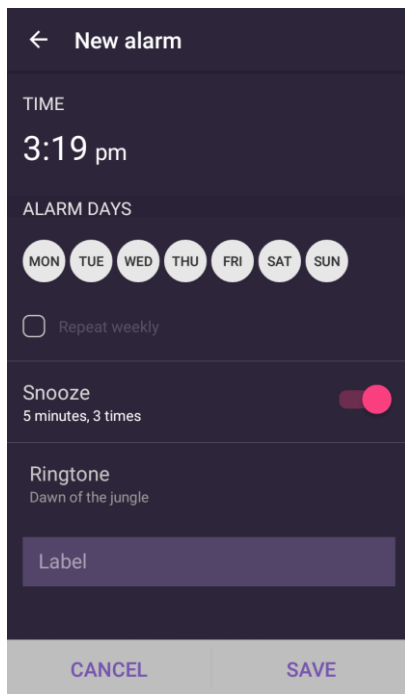 New alarm
TIME
3:19 pm
ALARM DAYS
MON TUE WED THU FRI SAT SUN
Repeat weekly
Snooze
5 minutes, 3 times
Ringtone
Dawn of the jungle
Label
CANCEL SAVE